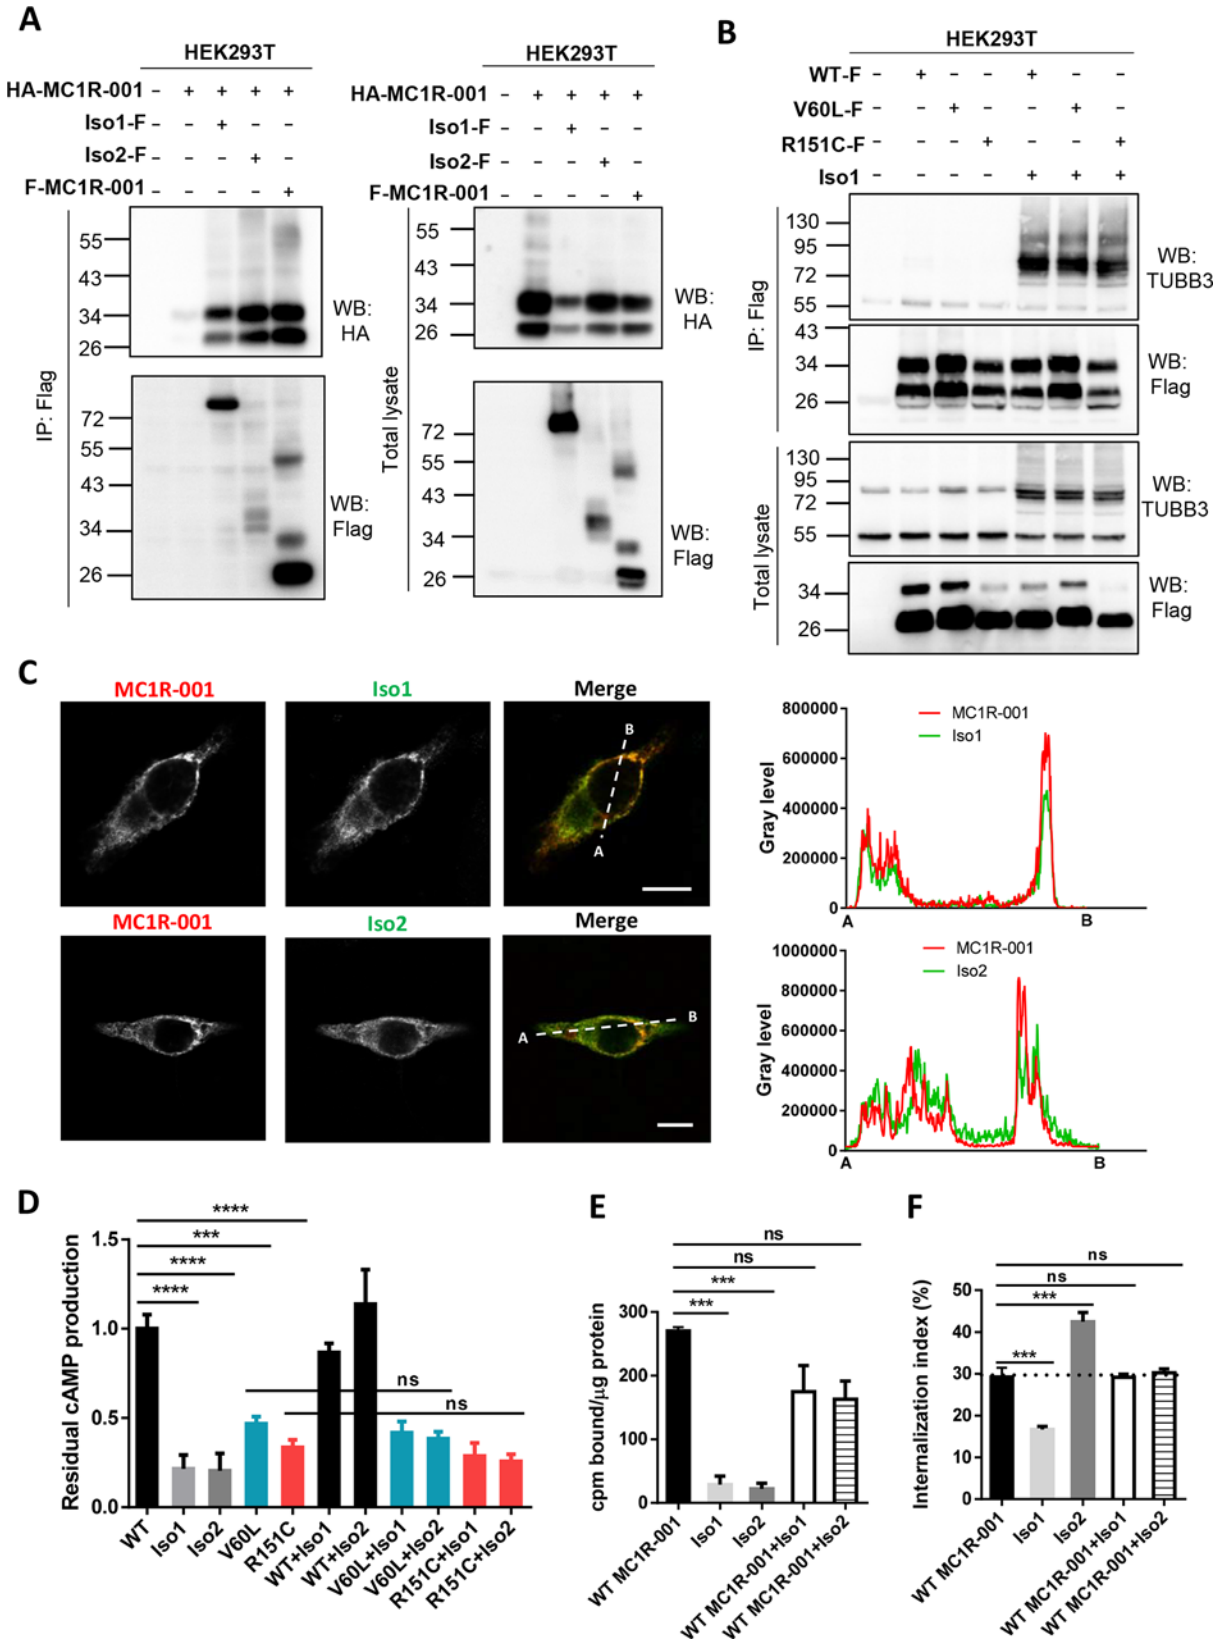 A
HEK293T
HA-MC1R-001 – + + + +
Iso1-F – – + – –
Iso2-F – – – + –
F-MC1R-001 – – – – +
IP: Flag
55
43
34
26
WB:
HA
72
55
43
34
26
WB:
Flag
HEK293T
HA-MC1R-001 – + + + +
Iso1-F – – + – –
Iso2-F – – – + –
F-MC1R-001 – – – – +
Total lysate
55
43
34
26
WB:
HA
72
55
43
34
26
WB:
Flag
B
HEK293T
WT-F – + – – + – –
V60L-F – – + – – + –
R151C-F – – – + – – +
Iso1 – – – – + + +
IP: Flag
130
95
72
55
WB:
TUBB3
43
34
26
WB:
Flag
Total lysate
130
95
72
55
WB:
TUBB3
34
26
WB:
Flag
C
MC1R-001 Iso1 Merge
B
A
MC1R-001 Iso2 Merge
A
B
800000
600000
400000
200000
0
Gray level
MC1R-001
Iso1
A B
1000000
800000
600000
400000
200000
0
Gray level
MC1R-001
Iso2
A B
D
Residual cAMP production
1.5
1.0
0.5
0.0
****
***
****
****
ns
ns
WT
Iso1
Iso2
V60L
R151C
WT+Iso1
WT+Iso2
V60L+Iso1
V60L+Iso2
R151C+Iso1
R151C+Iso2
E
cpm bound/µg protein
300
200
100
0
ns
ns
***
***
WT MC1R-001
Iso1
Iso2
WT MC1R-001+Iso1
WT MC1R-001+Iso2
F
Internalization index (%)
50
40
30
20
10
0
ns
ns
***
***
WT MC1R-001
Iso1
Iso2
WT MC1R-001+Iso1
WT MC1R-001+Iso2